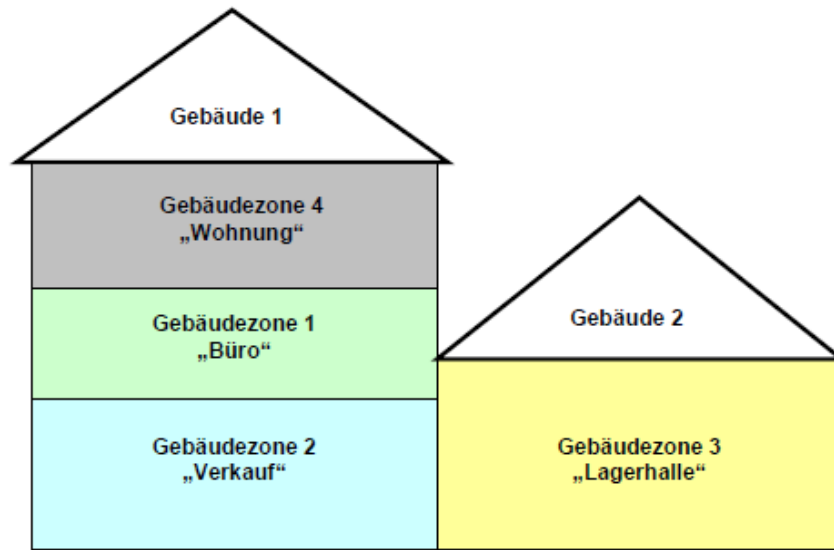 Gebäude 1
Gebäudezone 4
„Wohnung“
Gebäudezone 1
„Büro“
Gebäude 2
Gebäudezone 2
„Verkauf“
Gebäudezone 3
„Lagerhalle“